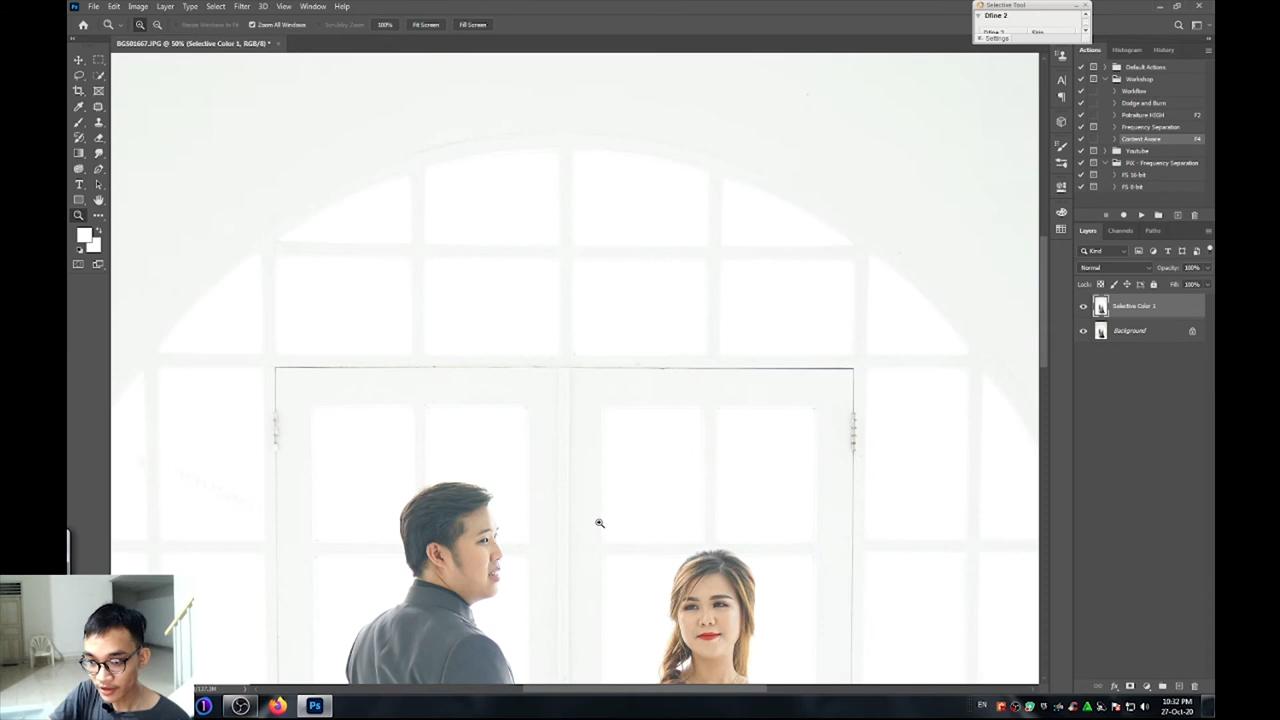 File Edit Image Layer Type Select Filter 3D View Window Help
Resize Windows to Fit Zoom All Windows Scrubby Zoom 100% Fit Screen Fill Screen
BGS01667.JPG @ 50% (Selective Color 1, RGB/8) *
Selective Tool
Dfine 2
Dfine 2 Skin
Settings
Actions Histogram History
Default Actions
Workshop
Workflow
Dodge and Burn
Potraiture HIGH F2
Frequency Separation
Content Aware F4
Youtube
PiX - Frequency Separation
FS 16-bit
FS 8-bit
Layers Channels Paths
Kind
Normal Opacity: 100%
Lock: Fill: 100%
Selective Color 1
Background
EN
10:32 PM
27-Oct-20